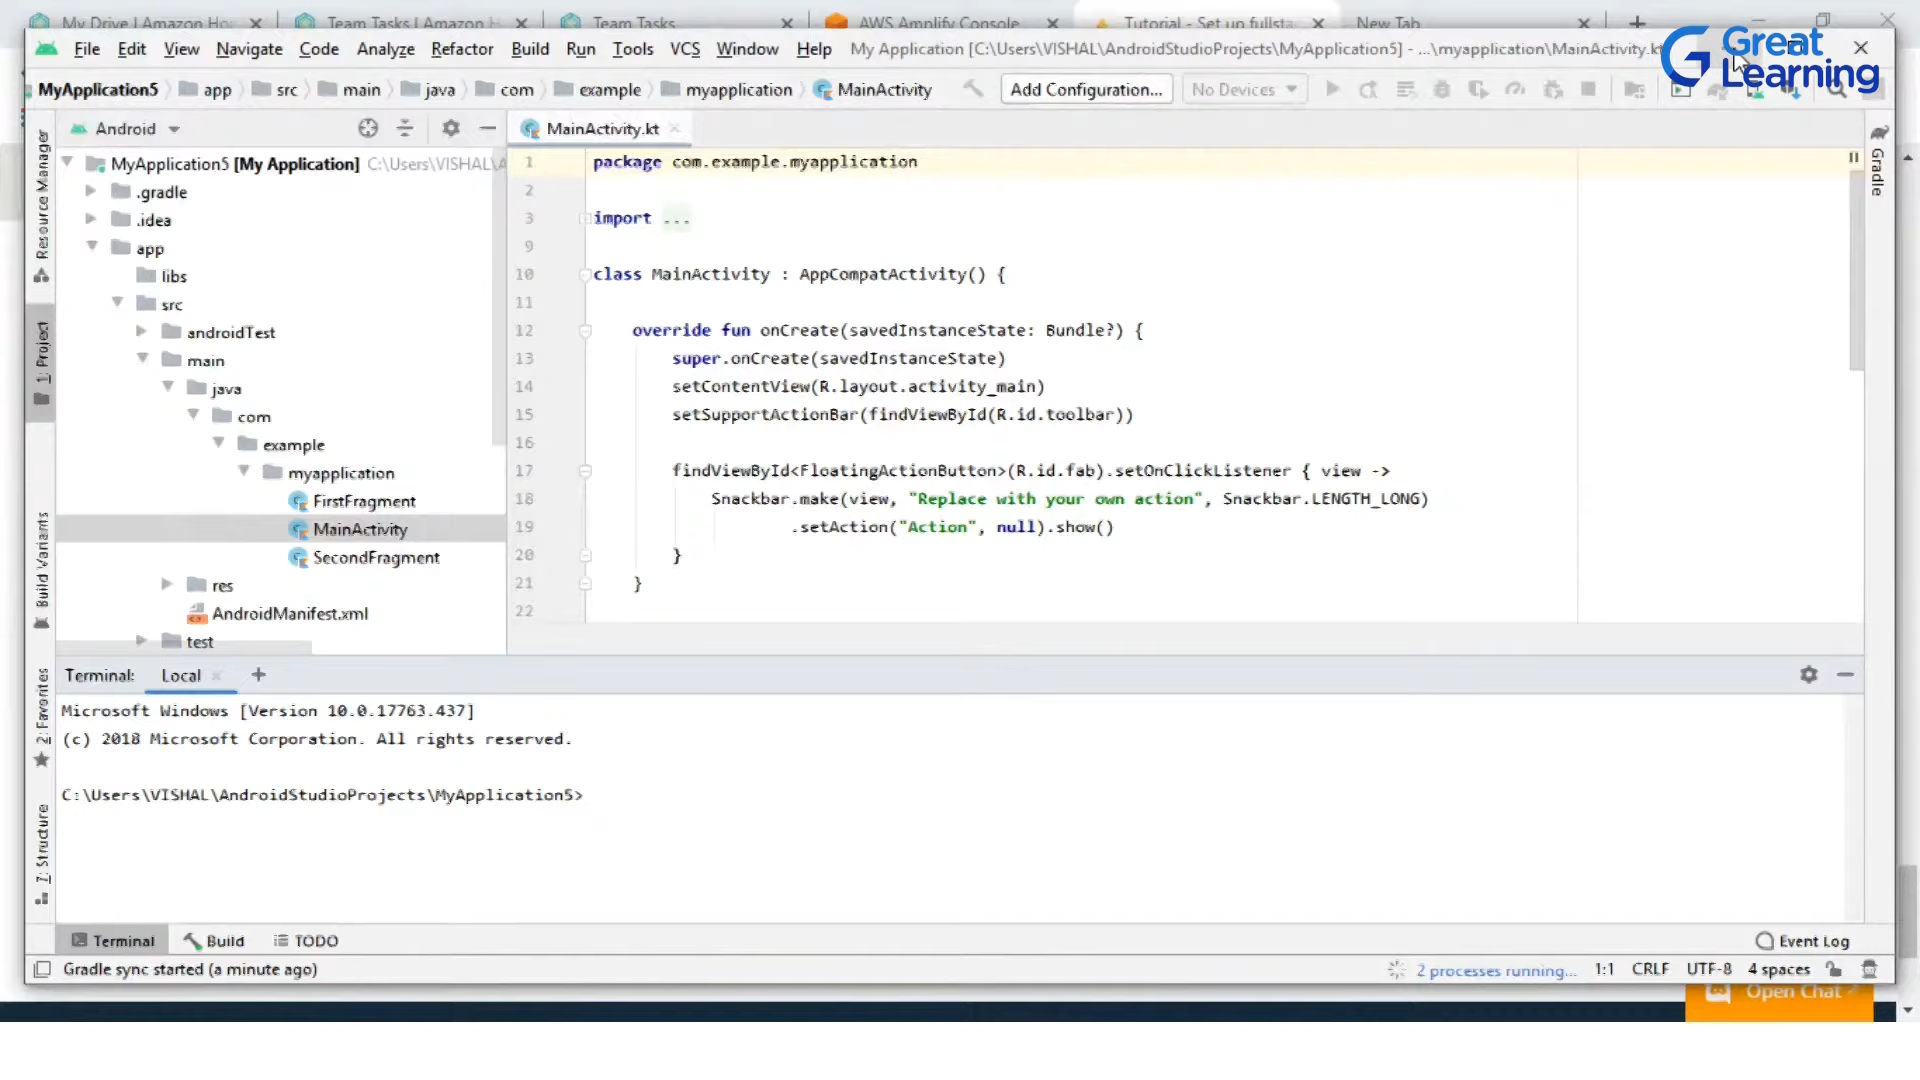 My Drive | Amazon Ho
Team Tasks | Amazon H
Team Tasks
AWS Amplify Console
Tutorial - Set up fullsta
New Tab
File Edit View Navigate Code Analyze Refactor Build Run Tools VCS Window Help My Application [C:\Users\VISHAL\AndroidStudioProjects\MyApplication5] - ...\myapplication\MainActivity.kt
Great
Learning
MyApplication5 app src main java com example myapplication MainActivity Add Configuration... No Devices
Resource Manager
1: Project
Build Variants
2: Favorites
7: Structure
Android
MyApplication5 [My Application] C:\Users\VISHAL\A
.gradle
.idea
app
libs
src
androidTest
main
java
com
example
myapplication
FirstFragment
MainActivity
SecondFragment
res
AndroidManifest.xml
test
MainActivity.kt
1 package com.example.myapplication
2
3 import ...
9
10 class MainActivity : AppCompatActivity() {
11
12 override fun onCreate(savedInstanceState: Bundle?) {
13 super.onCreate(savedInstanceState)
14 setContentView(R.layout.activity_main)
15 setSupportActionBar(findViewById(R.id.toolbar))
16
17 findViewById<FloatingActionButton>(R.id.fab).setOnClickListener { view ->
18 Snackbar.make(view, "Replace with your own action", Snackbar.LENGTH_LONG)
19 .setAction("Action", null).show()
20 }
21 }
22
Gradle
Terminal: Local +
Microsoft Windows [Version 10.0.17763.437]
(c) 2018 Microsoft Corporation. All rights reserved.
C:\Users\VISHAL\AndroidStudioProjects\MyApplication5>
Terminal Build TODO Event Log
Gradle sync started (a minute ago) 2 processes running... 1:1 CRLF UTF-8 4 spaces
Open Chat